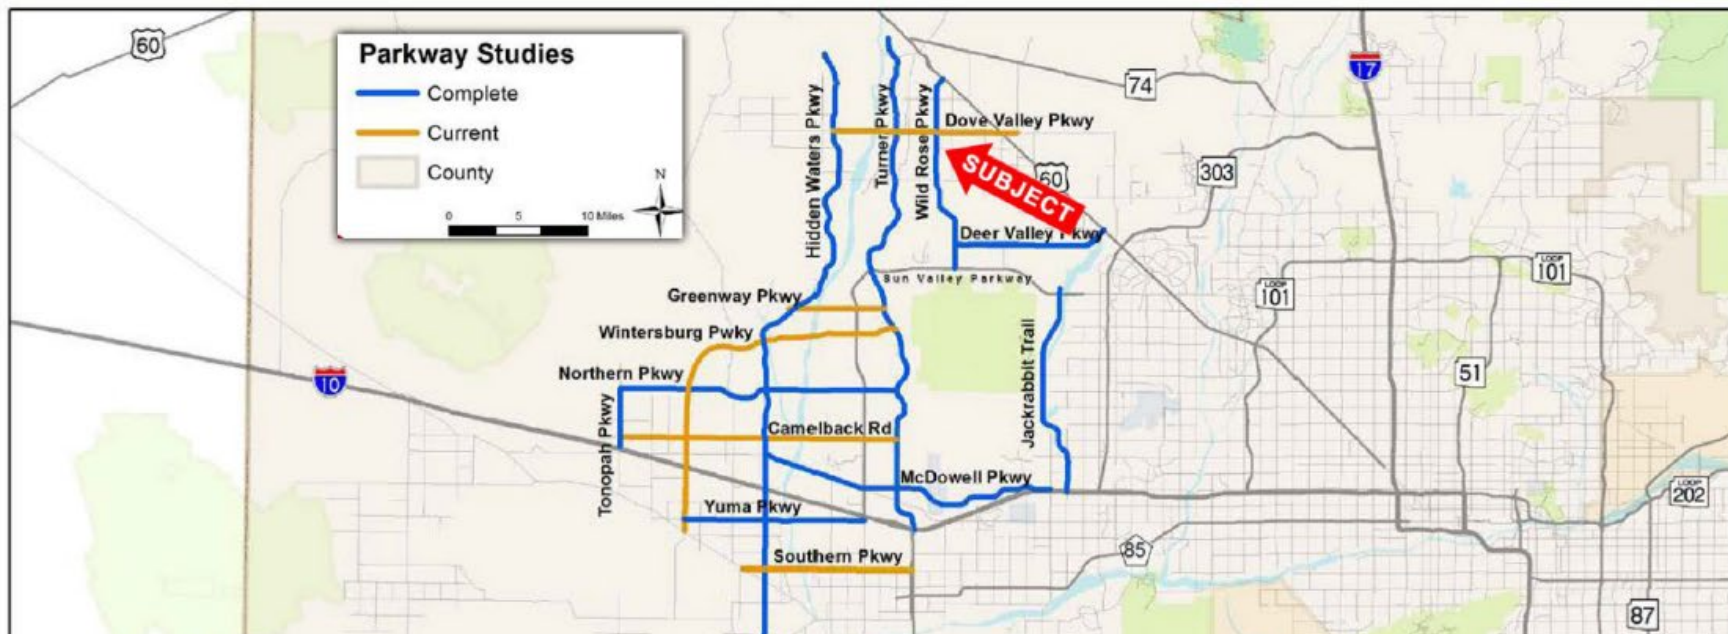 60
Parkway Studies
Complete
Current
County
N
0 5 10 Miles
17
74
Hidden Waters Pkwy
Turner Pkwy
Wild Rose Pkwy
Dove Valley Pkwy
SUBJECT
60
303
Deer Valley Pkwy
Sun Valley Parkway
LOOP
101
LOOP
101
Greenway Pkwy
Wintersburg Pwky
Northern Pkwy
10
51
Tonopah Pkwy
Camelback Rd
Jackrabbit Trail
McDowell Pkwy
LOOP
202
Yuma Pkwy
Southern Pkwy
85
87